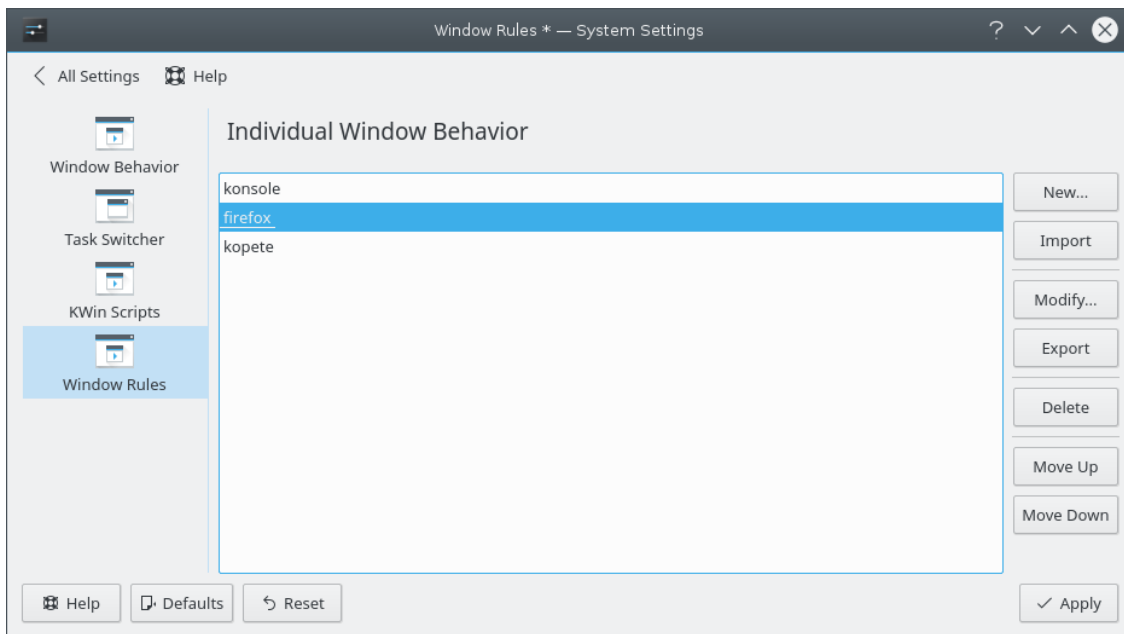 Window Rules * — System Settings
All Settings Help
Window Behavior
Task Switcher
KWin Scripts
Window Rules
Individual Window Behavior
konsole
firefox
kopete
New...
Import
Modify...
Export
Delete
Move Up
Move Down
Help Defaults Reset Apply